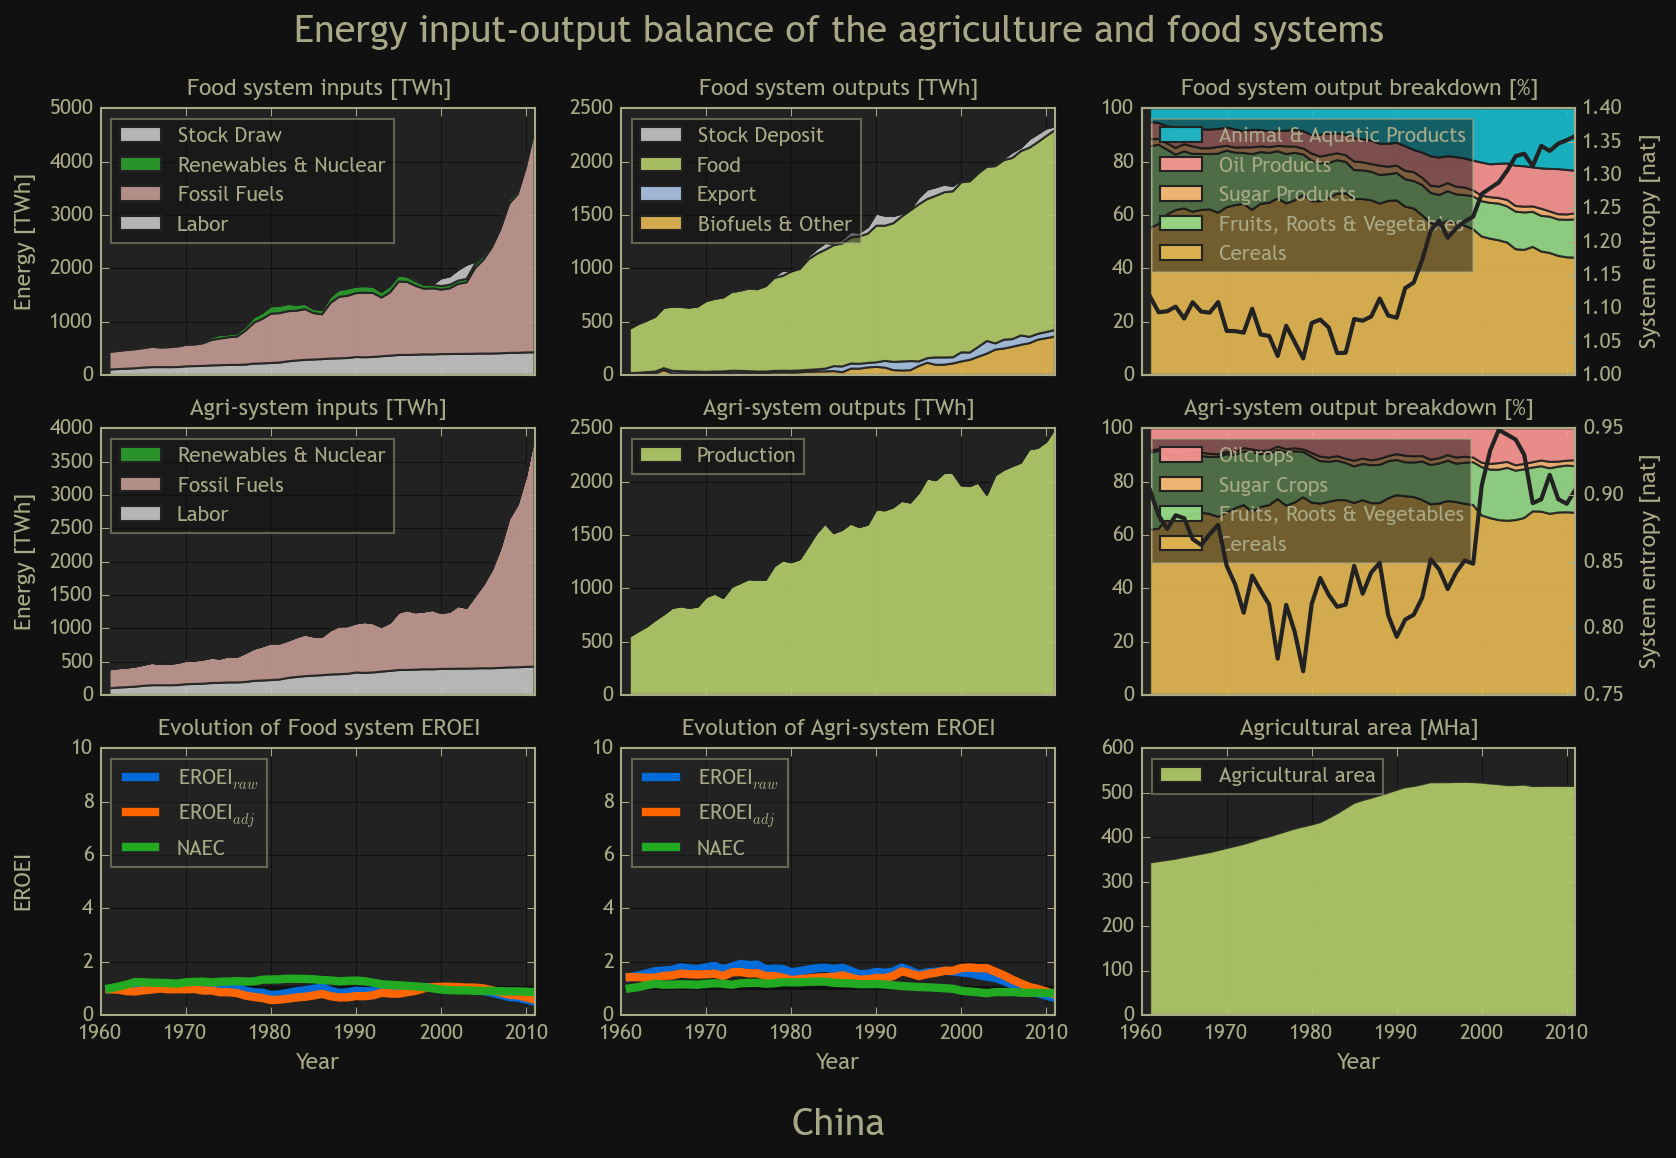 Energy input-output balance of the agriculture and food systems
Food system inputs [TWh]
Energy [TWh]
5000
4000
3000
2000
1000
0
Stock Draw
Renewables & Nuclear
Fossil Fuels
Labor
Food system outputs [TWh]
2500
2000
1500
1000
500
0
Stock Deposit
Food
Export
Biofuels & Other
Food system output breakdown [%]
100
80
60
40
20
0
Animal & Aquatic Products
Oil Products
Sugar Products
Fruits, Roots & Vegetables
Cereals
1.40
1.35
1.30
1.25
1.20
1.15
1.10
1.05
1.00
System entropy [nat]
Agri-system inputs [TWh]
Energy [TWh]
4000
3500
3000
2500
2000
1500
1000
500
0
Renewables & Nuclear
Fossil Fuels
Labor
Agri-system outputs [TWh]
2500
2000
1500
1000
500
0
Production
Agri-system output breakdown [%]
100
80
60
40
20
0
Oilcrops
Sugar Crops
Fruits, Roots & Vegetables
Cereals
0.95
0.90
0.85
0.80
0.75
System entropy [nat]
Evolution of Food system EROEI
EROEI
10
8
6
4
2
0
EROEI raw
EROEI adj
NAEC
1960 1970 1980 1990 2000 2010
Year
Evolution of Agri-system EROEI
10
8
6
4
2
0
EROEI raw
EROEI adj
NAEC
1960 1970 1980 1990 2000 2010
Year
Agricultural area [MHa]
600
500
400
300
200
100
0
Agricultural area
1960 1970 1980 1990 2000 2010
Year
China